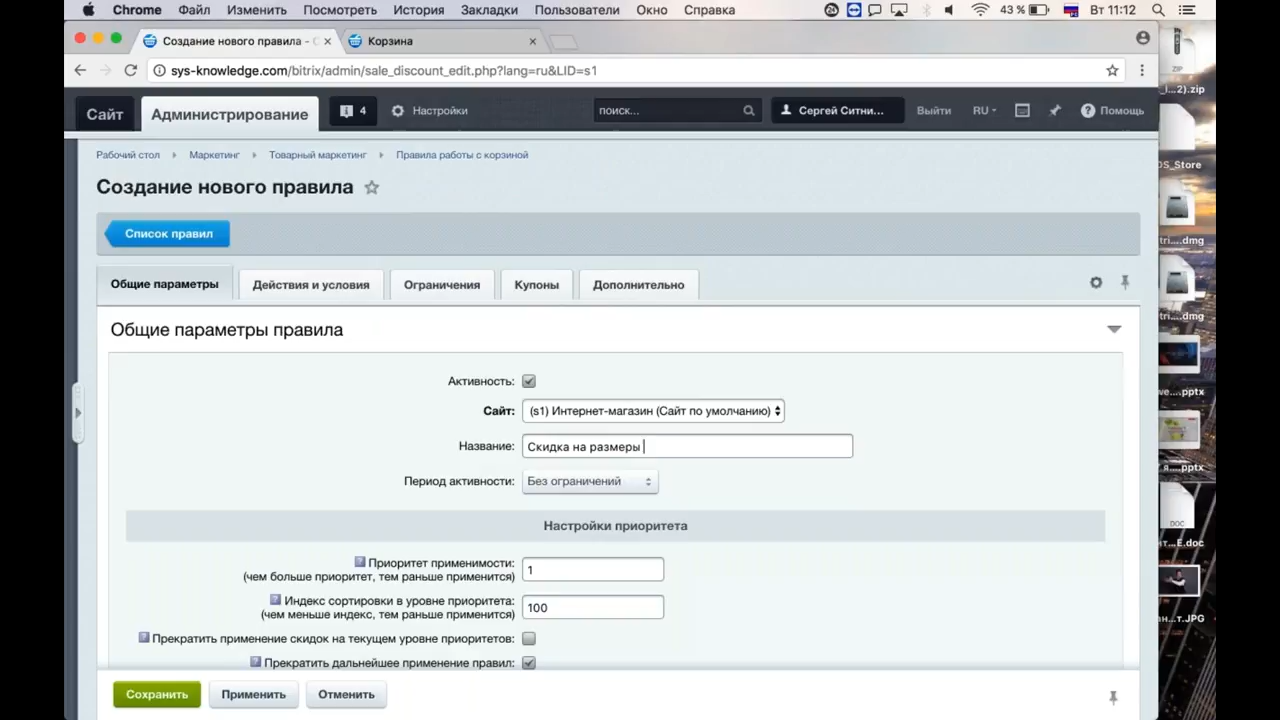 Chrome Файл Изменить Посмотреть История Закладки Пользователи Окно Справка 43 % Вт 11:12
Создание нового правила - С × Корзина ×
sys-knowledge.com/bitrix/admin/sale_discount_edit.php?lang=ru&LID=s1
ZIP
2).zip
Сайт Администрирование 4 Настройки поиск... Сергей Ситни... Выйти RU Помощь
Рабочий стол Маркетинг Товарный маркетинг Правила работы с корзиной
DS_Store
Создание нового правила
Список правил
tri....dmg
Общие параметры Действия и условия Ограничения Купоны Дополнительно
tri....dmg
Общие параметры правила
Активность:
....pptx
Сайт: (s1) Интернет-магазин (Сайт по умолчанию)
Название: Скидка на размеры
....pptx
Период активности: Без ограничений
DOC
Настройки приоритета
E.doc
Приоритет применимости:
(чем больше приоритет, тем раньше применится) 1
Индекс сортировки в уровне приоритета:
(чем меньше индекс, тем раньше применится) 100
т.JPG
Прекратить применение скидок на текущем уровне приоритетов:
Прекратить дальнейшее применение правил:
Сохранить Применить Отменить